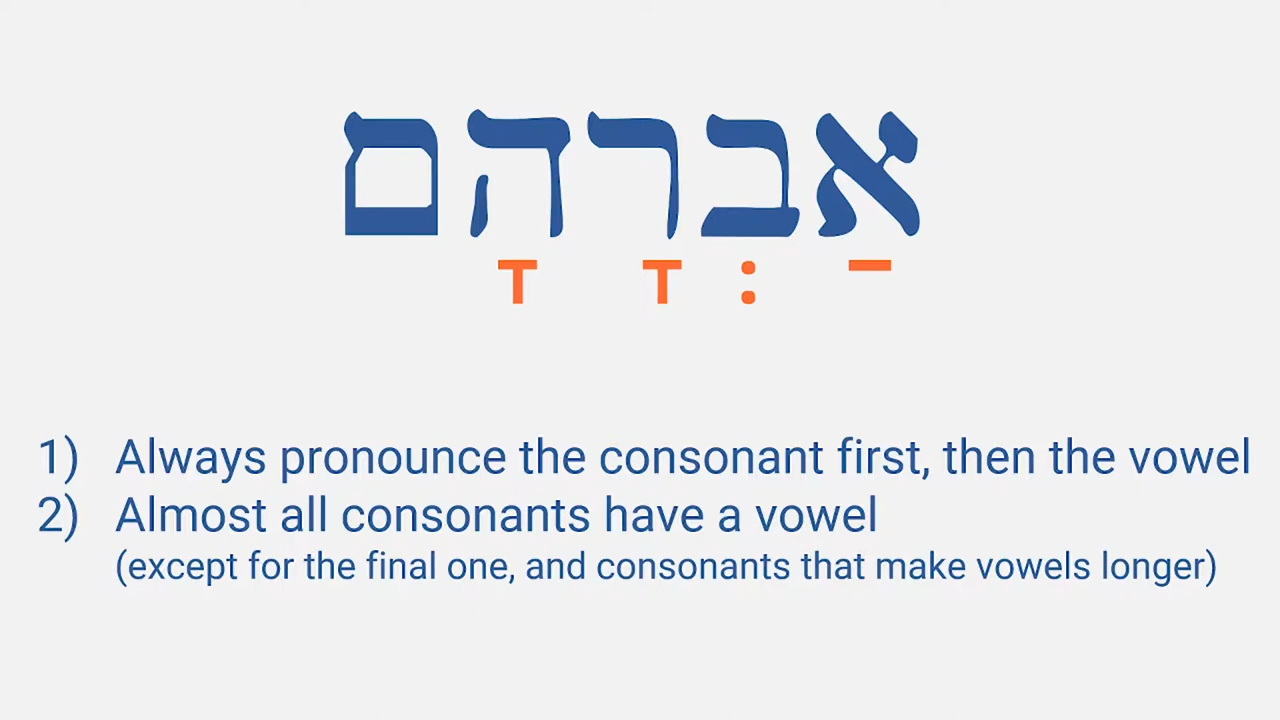 אַבְרָהָם
1) Always pronounce the consonant first, then the vowel
2) Almost all consonants have a vowel
(except for the final one, and consonants that make vowels longer)